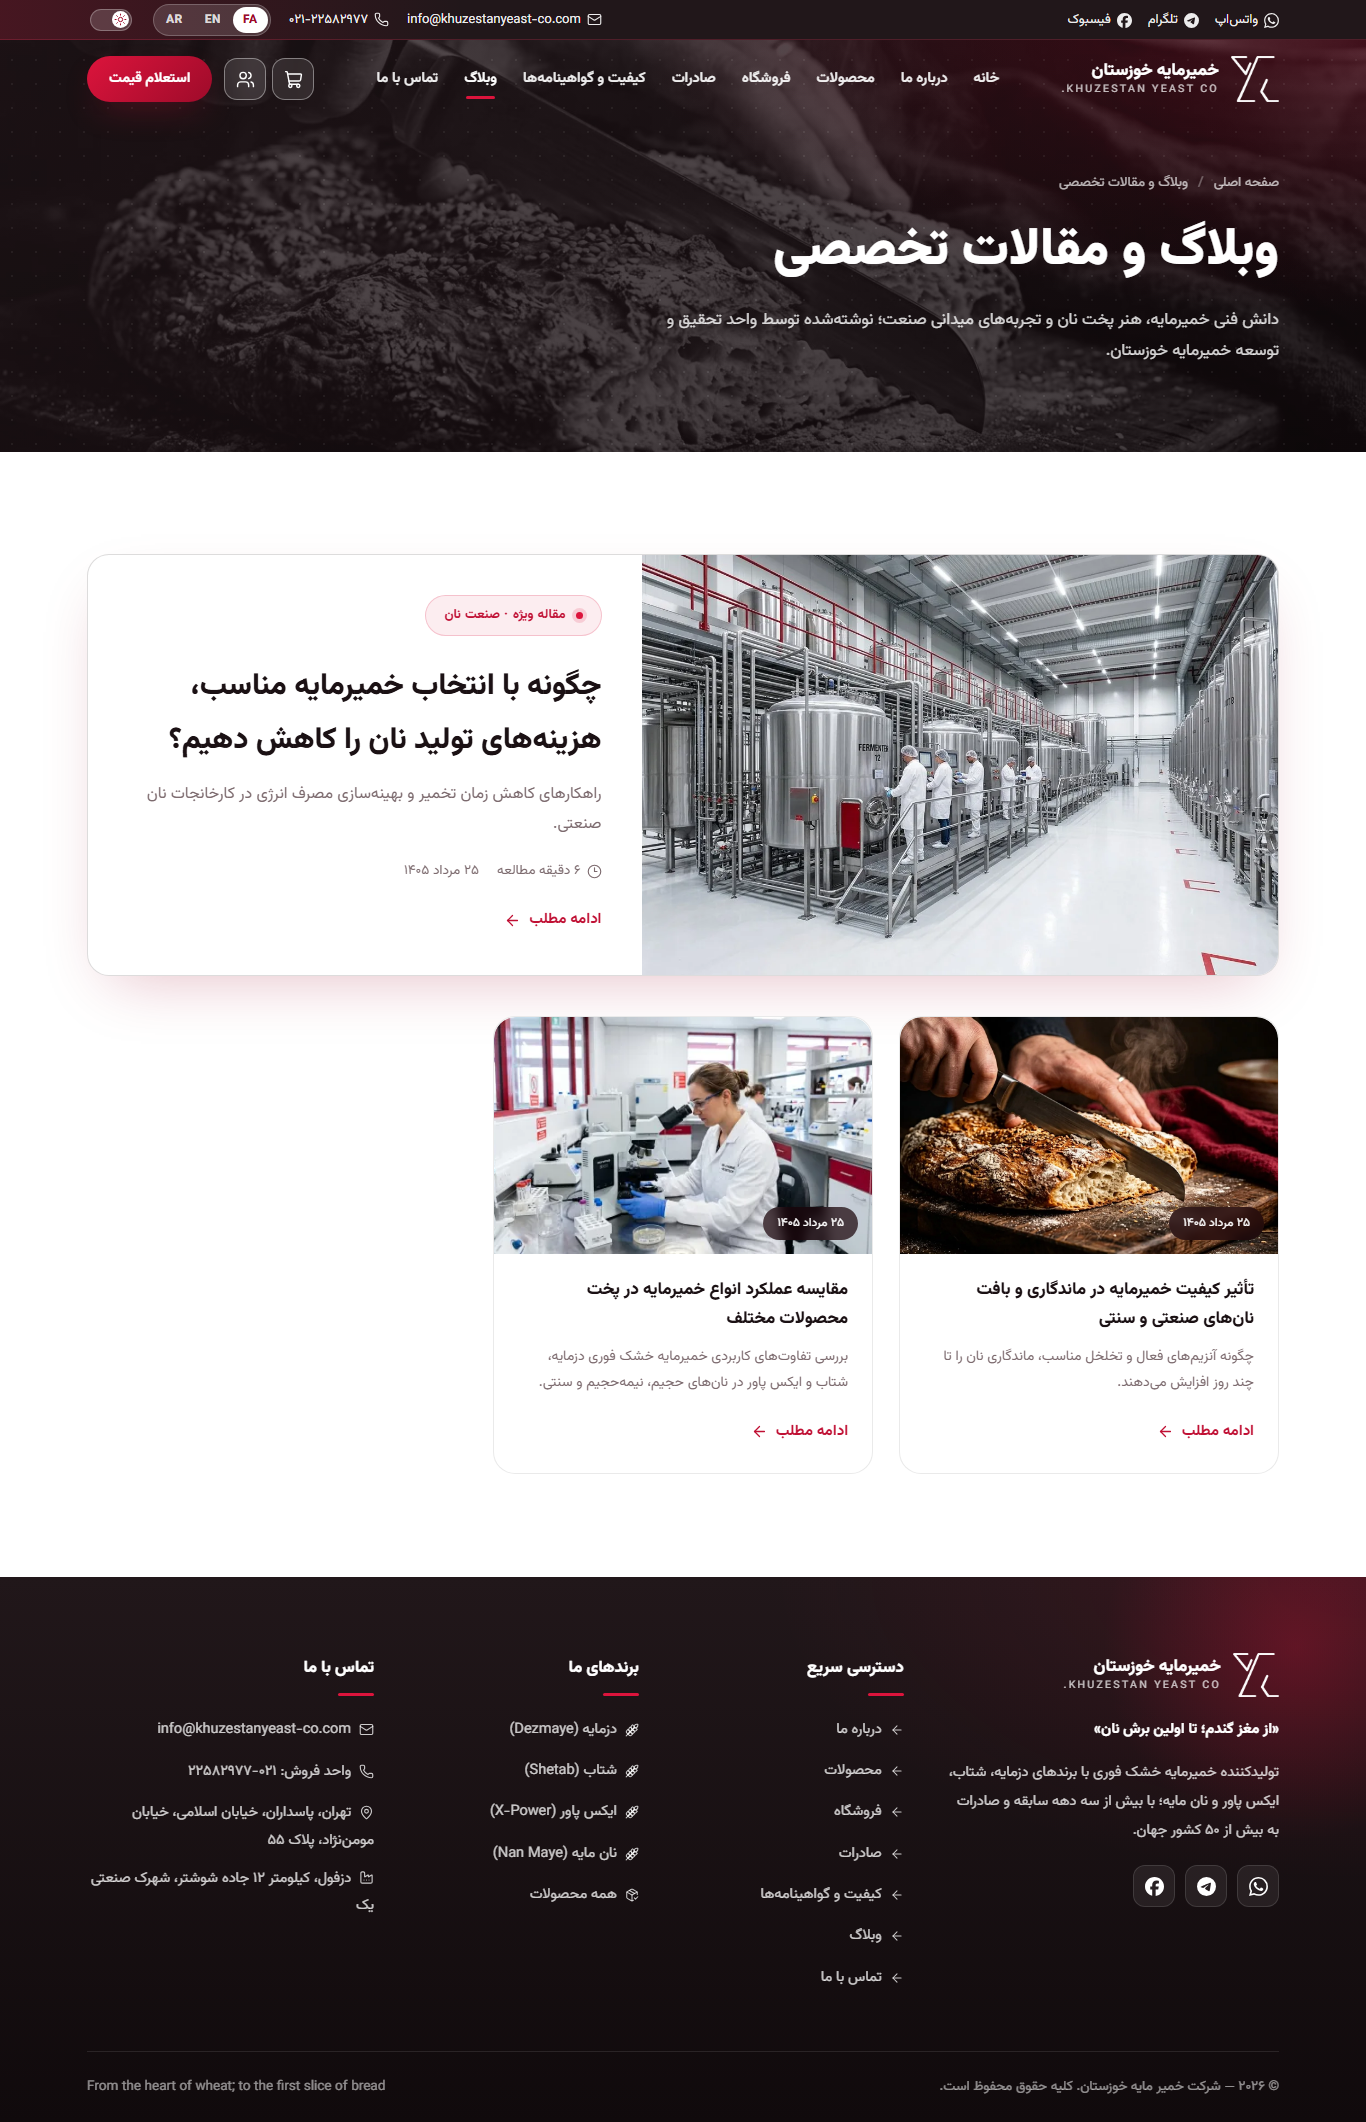 واتس‌اپ
تلگرام
فیسبوک
info@khuzestanyeast-co.com
۰۲۱-۲۲۵۸۲۹۷۷
FA
EN
AR
خمیرمایه خوزستان
KHUZESTAN YEAST CO.
خانه
درباره ما
محصولات
فروشگاه
صادرات
کیفیت و گواهینامه‌ها
وبلاگ
تماس با ما
استعلام قیمت
صفحه اصلی / وبلاگ و مقالات تخصصی
وبلاگ و مقالات تخصصی
دانش فنی خمیرمایه، هنر پخت نان و تجربه‌های میدانی صنعت؛ نوشته‌شده توسط واحد تحقیق و
توسعه خمیرمایه خوزستان.
FERMENTER
12
مقاله ویژه · صنعت نان
چگونه با انتخاب خمیرمایه مناسب،
هزینه‌های تولید نان را کاهش دهیم؟
راهکارهای کاهش زمان تخمیر و بهینه‌سازی مصرف انرژی در کارخانجات نان
صنعتی.
۶ دقیقه مطالعه
۲۵ مرداد ۱۴۰۵
ادامه مطلب
۲۵ مرداد ۱۴۰۵
تأثیر کیفیت خمیرمایه در ماندگاری و بافت
نان‌های صنعتی و سنتی
چگونه آنزیم‌های فعال و تخلخل مناسب، ماندگاری نان را تا
چند روز افزایش می‌دهند.
ادامه مطلب
۲۵ مرداد ۱۴۰۵
مقایسه عملکرد انواع خمیرمایه در پخت
محصولات مختلف
بررسی تفاوت‌های کاربردی خمیرمایه خشک فوری دزمایه،
شتاب و ایکس پاور در نان‌های حجیم، نیمه‌حجیم و سنتی.
ادامه مطلب
خمیرمایه خوزستان
KHUZESTAN YEAST CO.
«از مغز گندم؛ تا اولین برش نان»
تولیدکننده خمیرمایه خشک فوری با برندهای دزمایه، شتاب،
ایکس پاور و نان مایه؛ با بیش از سه دهه سابقه و صادرات
به بیش از ۵۰ کشور جهان.
دسترسی سریع
درباره ما
محصولات
فروشگاه
صادرات
کیفیت و گواهینامه‌ها
وبلاگ
تماس با ما
برندهای ما
دزمایه (Dezmaye)
شتاب (Shetab)
ایکس پاور (X-Power)
نان مایه (Nan Maye)
همه محصولات
تماس با ما
info@khuzestanyeast-co.com
واحد فروش: ۰۲۱-۲۲۵۸۲۹۷۷
تهران، پاسداران، خیابان اسلامی، خیابان
مومن‌نژاد، پلاک ۵۵
دزفول، کیلومتر ۱۲ جاده شوشتر، شهرک صنعتی
یک
© ۲۰۲۶ — شرکت خمیر مایه خوزستان. کلیه حقوق محفوظ است.
From the heart of wheat; to the first slice of bread